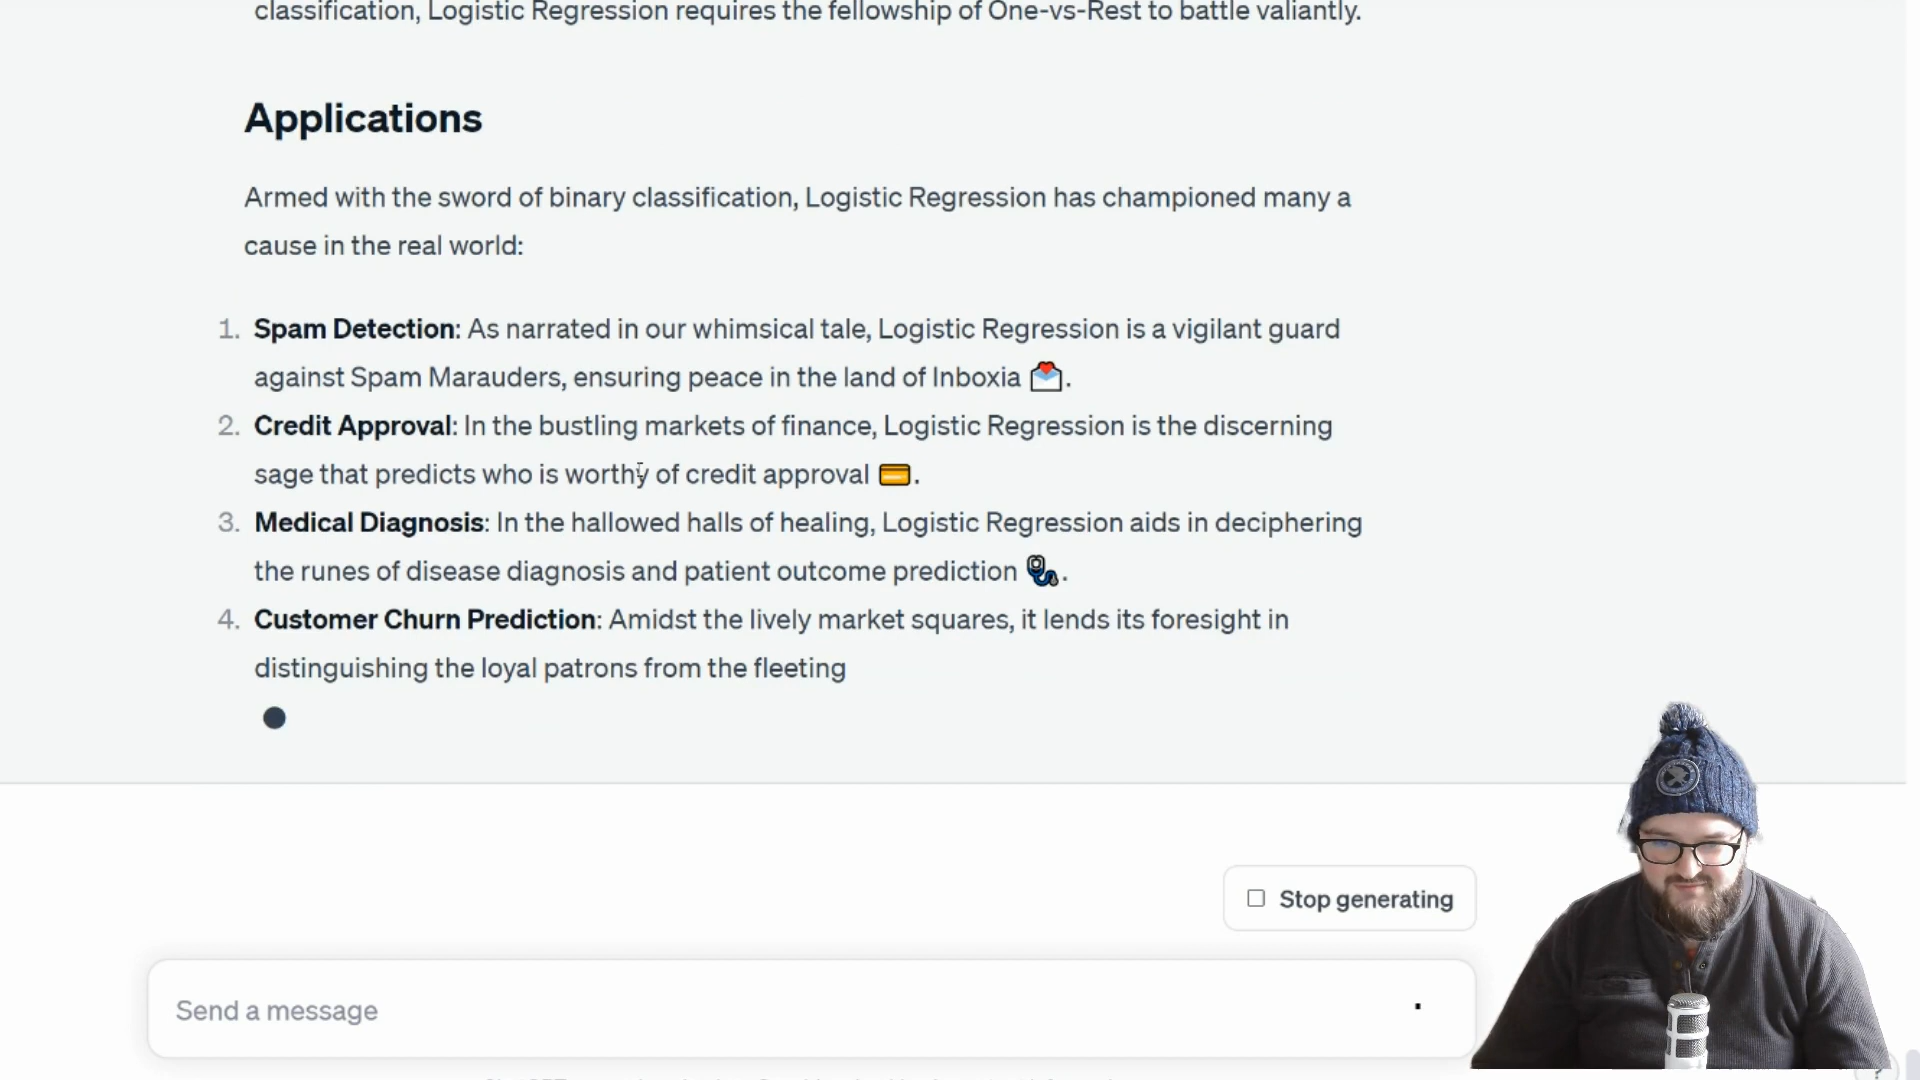 classification, Logistic Regression requires the fellowship of One-vs-Rest to battle valiantly.
Applications
Armed with the sword of binary classification, Logistic Regression has championed many a
cause in the real world:
1. Spam Detection: As narrated in our whimsical tale, Logistic Regression is a vigilant guard
against Spam Marauders, ensuring peace in the land of Inboxia 💌.
2. Credit Approval: In the bustling markets of finance, Logistic Regression is the discerning
sage that predicts who is worthy of credit approval 💳.
3. Medical Diagnosis: In the hallowed halls of healing, Logistic Regression aids in deciphering
the runes of disease diagnosis and patient outcome prediction 🩺.
4. Customer Churn Prediction: Amidst the lively market squares, it lends its foresight in
distinguishing the loyal patrons from the fleeting
Stop generating
Send a message